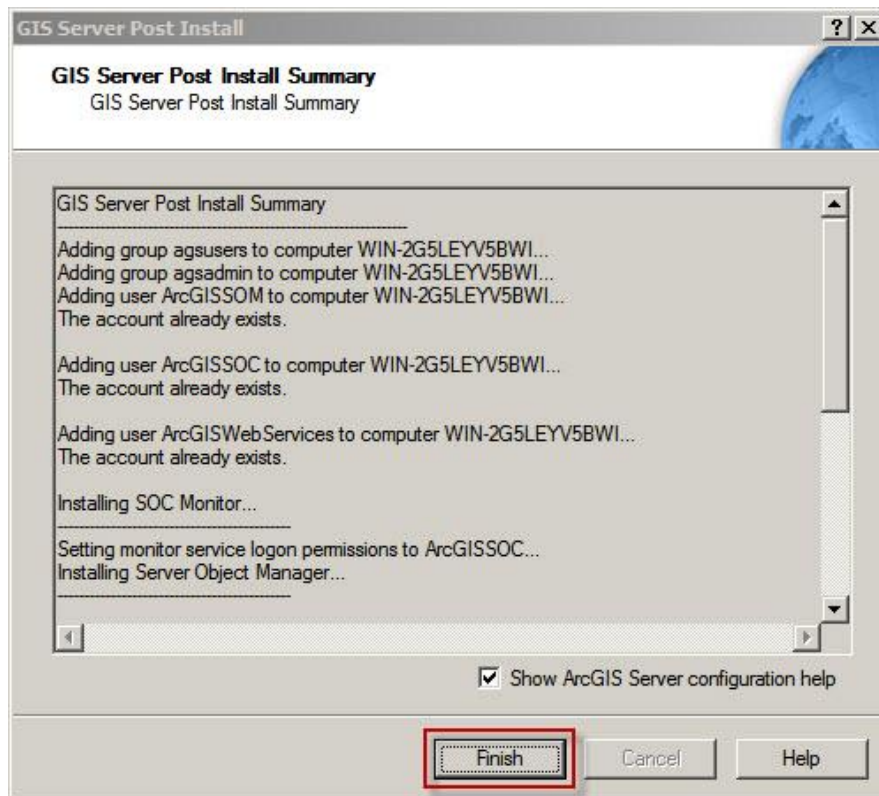 GIS Server Post Install
GIS Server Post Install Summary
GIS Server Post Install Summary
GIS Server Post Install Summary
Adding group agsusers to computer WIN-2G5LEYV5BWI...
Adding group agsadmin to computer WIN-2G5LEYV5BWI...
Adding user ArcGISSOM to computer WIN-2G5LEYV5BWI...
The account already exists.
Adding user ArcGISSOC to computer WIN-2G5LEYV5BWI...
The account already exists.
Adding user ArcGISWebServices to computer WIN-2G5LEYV5BWI...
The account already exists.
Installing SOC Monitor...
Setting monitor service logon permissions to ArcGISSOC...
Installing Server Object Manager...
Show ArcGIS Server configuration help
Finish
Cancel
Help